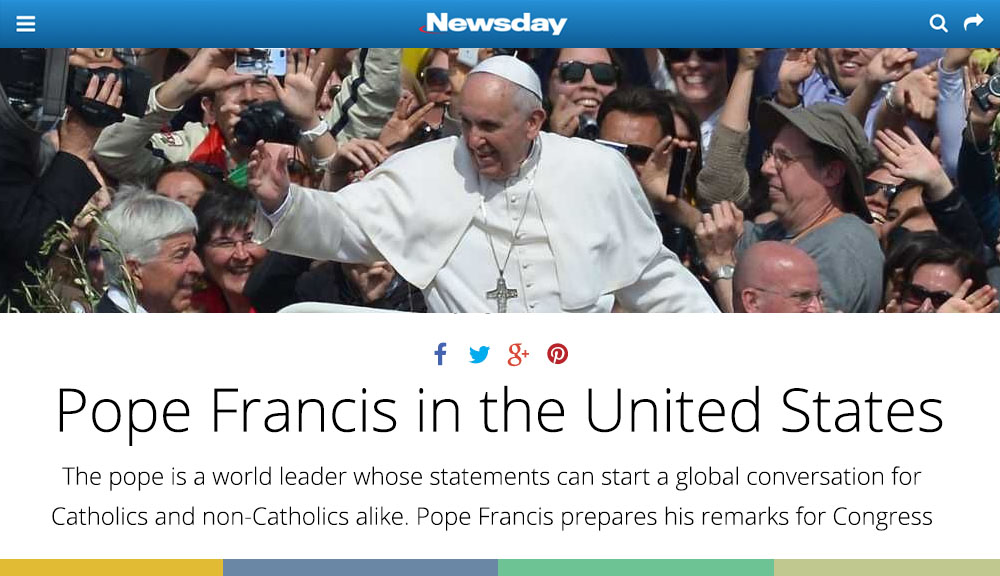 Newsday
Pope Francis in the United States
The pope is a world leader whose statements can start a global conversation for
Catholics and non-Catholics alike. Pope Francis prepares his remarks for Congress